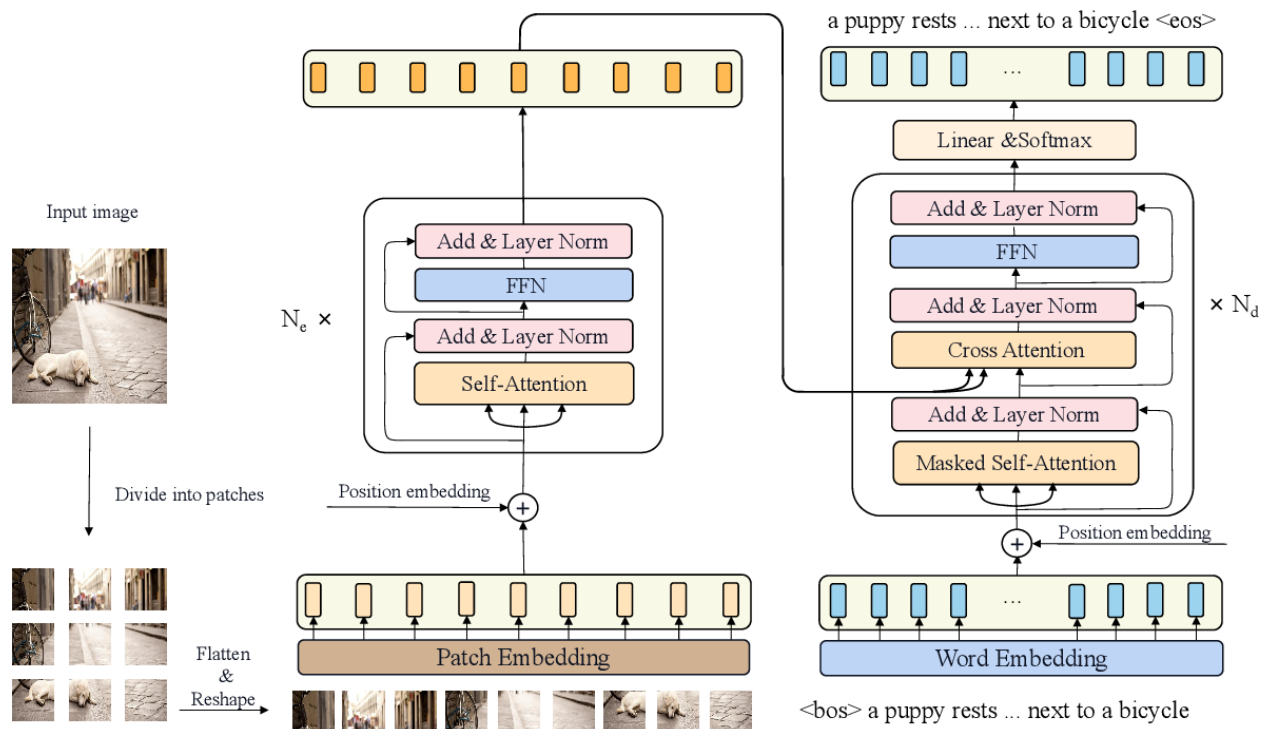 Input image
Divide into patches
Flatten
&
Reshape
Patch Embedding
Position embedding
+
N_e ×
Self-Attention
Add & Layer Norm
FFN
Add & Layer Norm
<bos> a puppy rests ... next to a bicycle
Word Embedding
...
Position embedding
+
Masked Self-Attention
Add & Layer Norm
Cross Attention
Add & Layer Norm
FFN
Add & Layer Norm
× N_d
Linear &Softmax
...
a puppy rests ... next to a bicycle <eos>